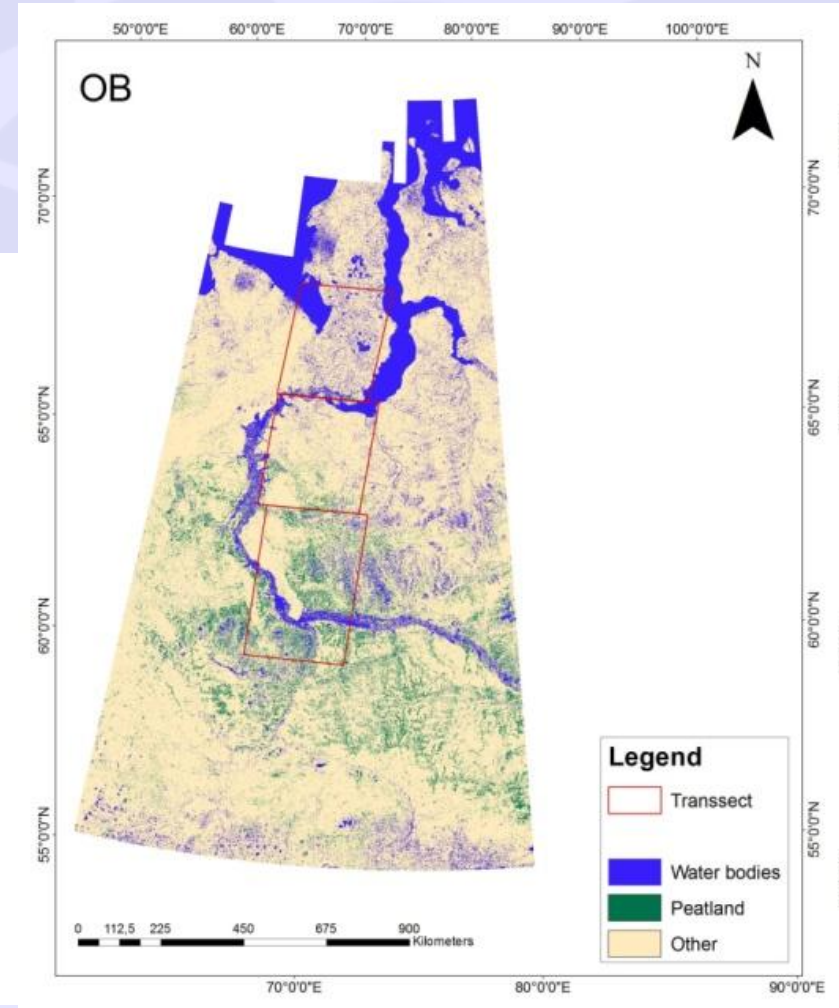 50°0'0"E 60°0'0"E 70°0'0"E 80°0'0"E 90°0'0"E 100°0'0"E
OB
N
70°0'0"N 70°0'0"N
65°0'0"N 65°0'0"N
60°0'0"N 60°0'0"N
55°0'0"N 55°0'0"N
Legend
Transsect
Water bodies
Peatland
Other
0 112,5 225 450 675 900
Kilometers
70°0'0"E 80°0'0"E 90°0'0"E